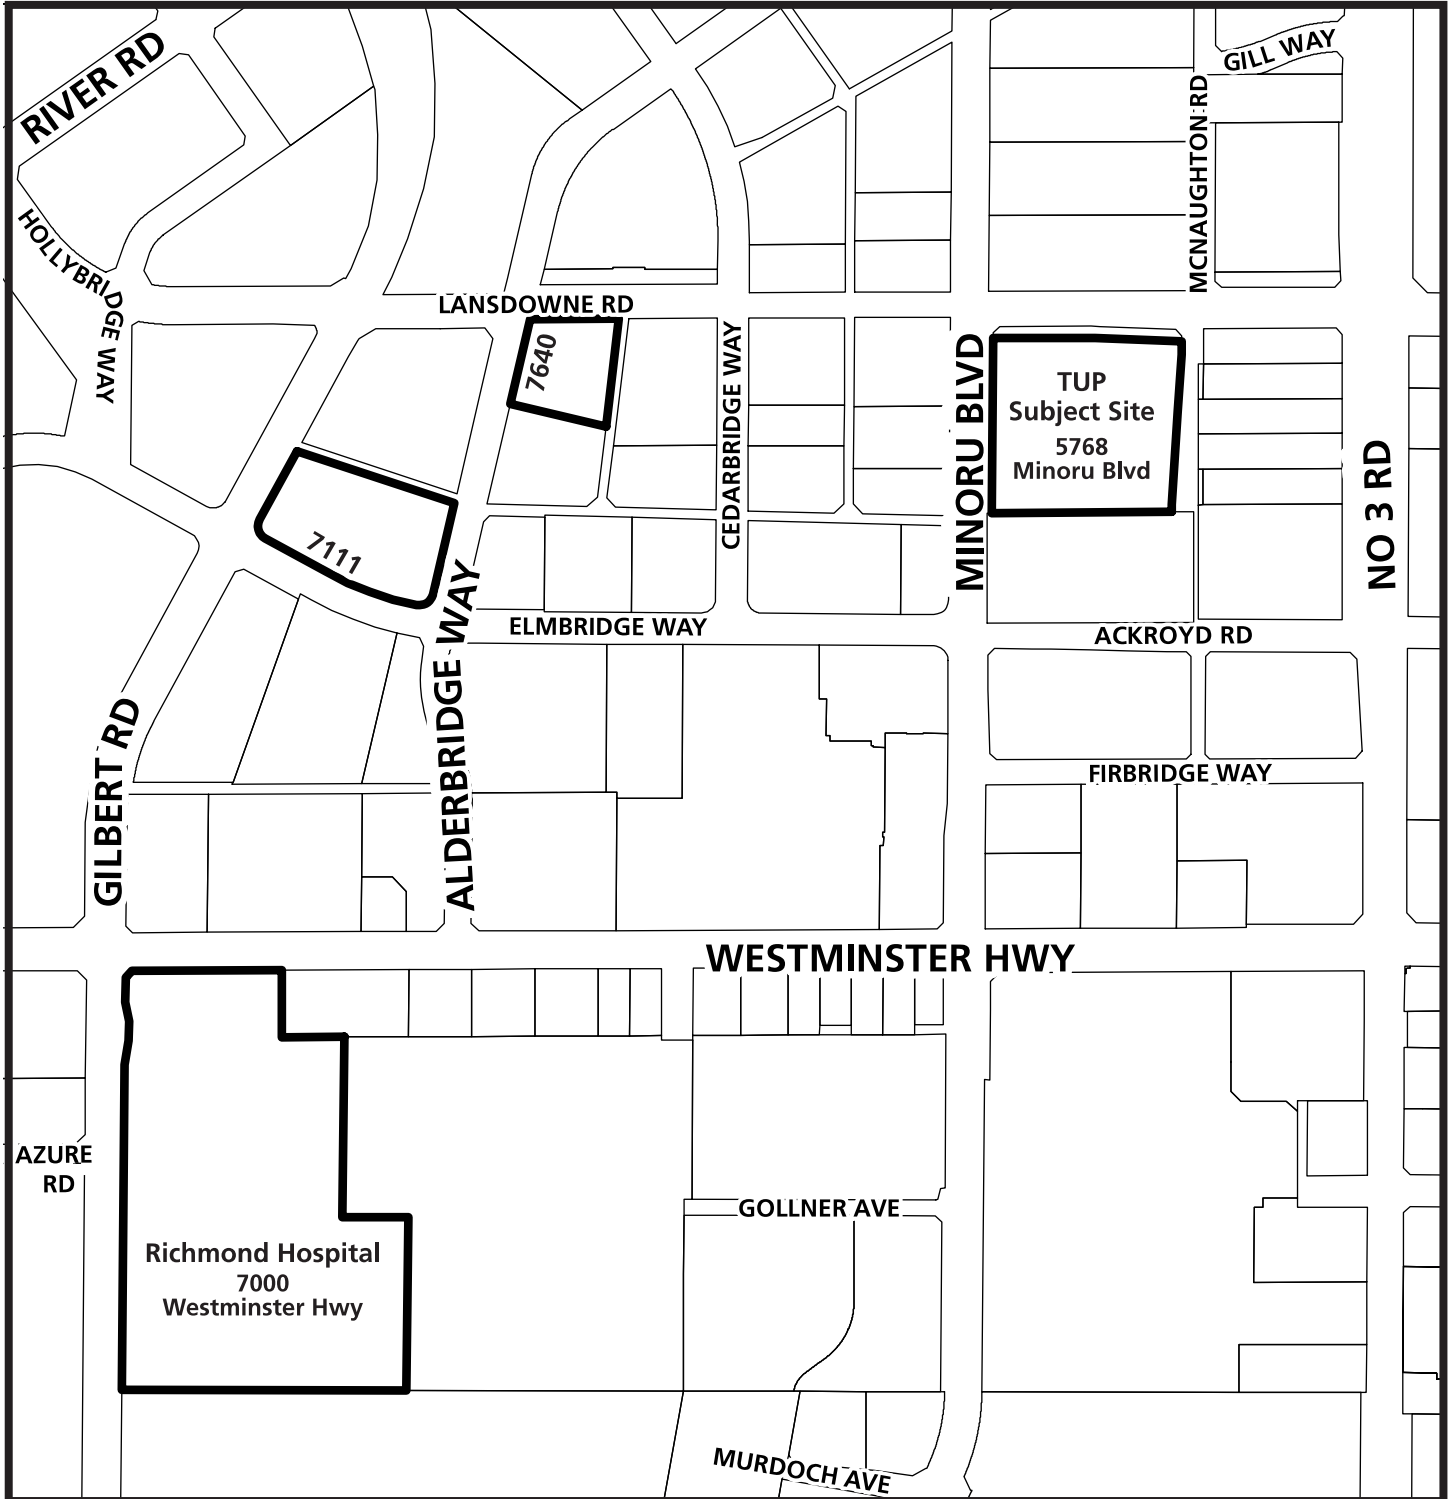 RIVER RD
GILL WAY
MCNAUGHTON RD
HOLLYBRIDGE WAY
LANSDOWNE RD
7640
CEDARBRIDGE WAY
MINORU BLVD
TUP
Subject Site
5768
Minoru Blvd
NO 3 RD
7111
ALDERBRIDGE WAY
ELMBRIDGE WAY
ACKROYD RD
GILBERT RD
FIRBRIDGE WAY
WESTMINSTER HWY
AZURE
RD
GOLLNER AVE
Richmond Hospital
7000
Westminster Hwy
MURDOCH AVE